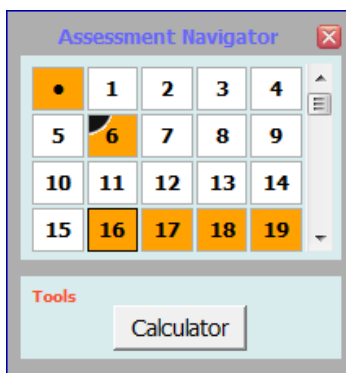 Assessment Navigator
• 1 2 3 4
5 6 7 8 9
10 11 12 13 14
15 16 17 18 19
Tools
Calculator